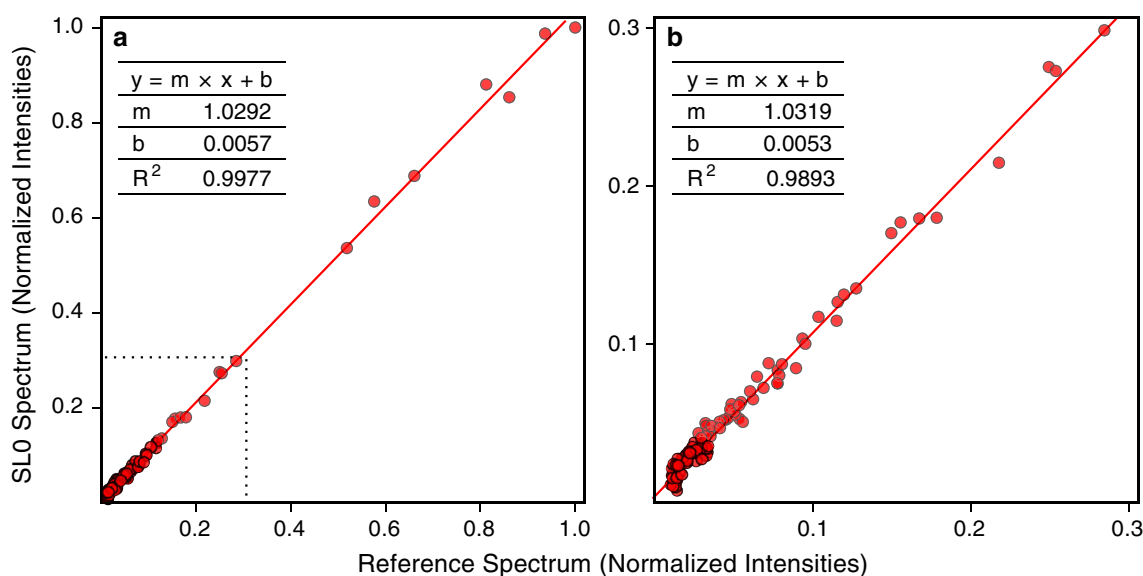 a
y = m × x + b
m 1.0292
b 0.0057
R² 0.9977
1.0
0.8
0.6
0.4
0.2
0.2 0.4 0.6 0.8 1.0
SL0 Spectrum (Normalized Intensities)
b
y = m × x + b
m 1.0319
b 0.0053
R² 0.9893
0.3
0.2
0.1
0.1 0.2 0.3
Reference Spectrum (Normalized Intensities)